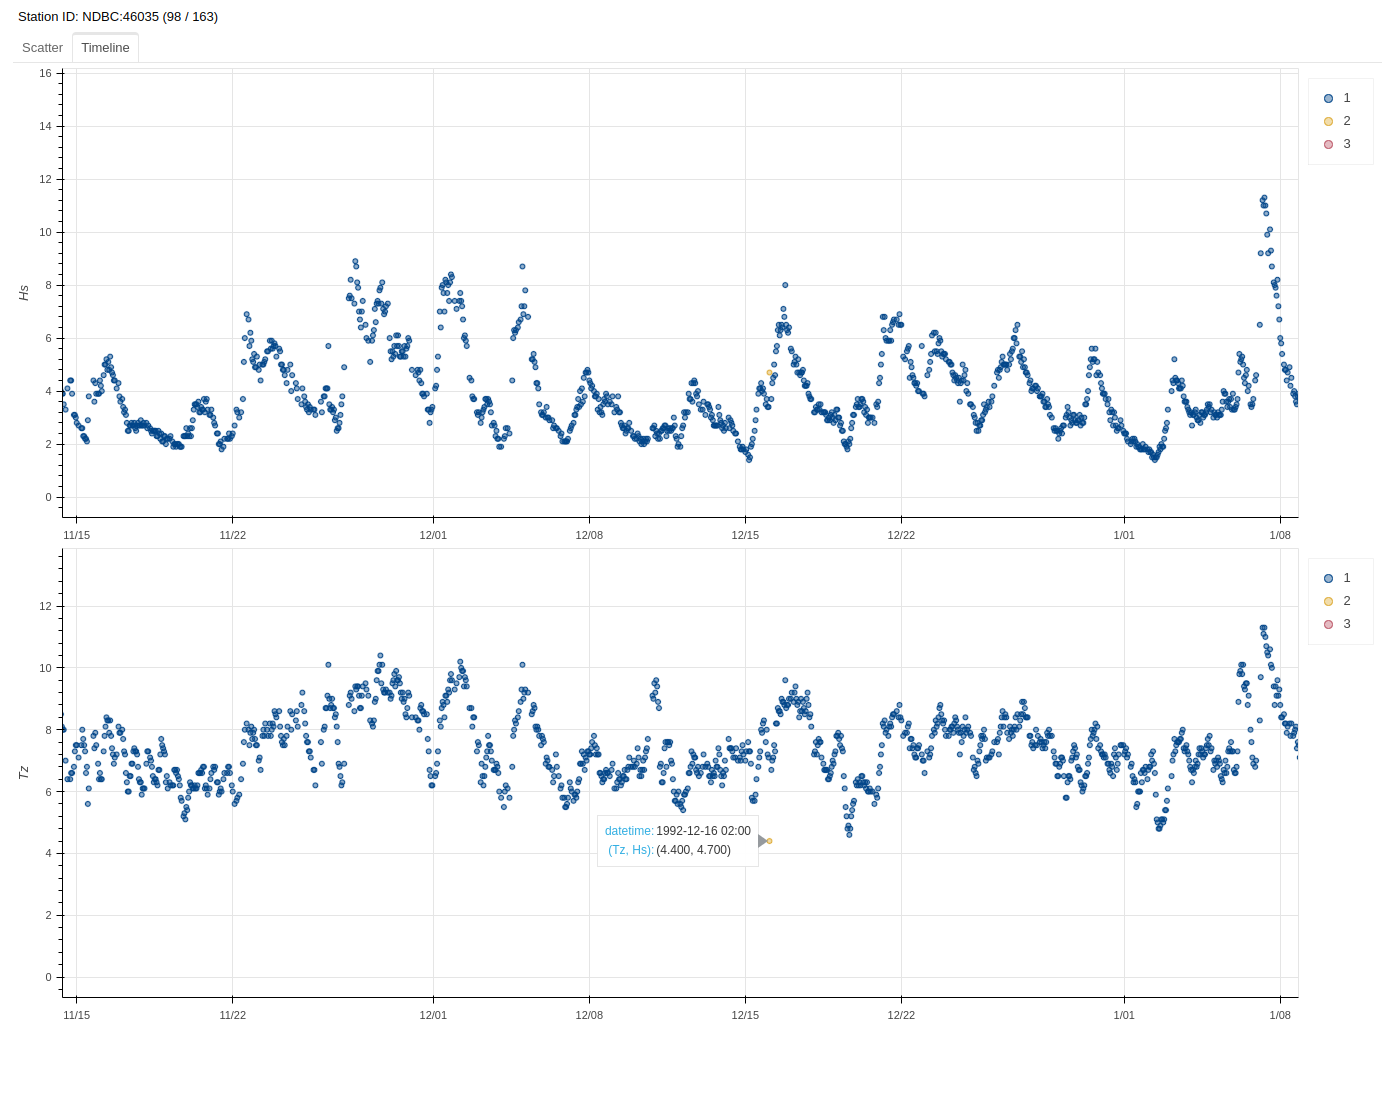 Station ID: NDBC:46035 (98 / 163)
Scatter Timeline
16
14
12
10
8
6
4
2
0
Hs
11/15 11/22 12/01 12/08 12/15 12/22 1/01 1/08
1
2
3
12
10
8
6
4
2
0
Tz
datetime: 1992-12-16 02:00
(Tz, Hs): (4.400, 4.700)
11/15 11/22 12/01 12/08 12/15 12/22 1/01 1/08
1
2
3